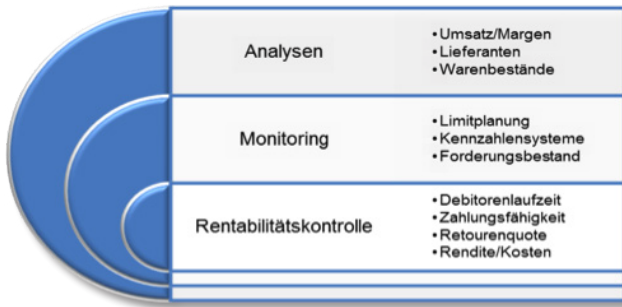 Analysen
• Umsatz/Margen
• Lieferanten
• Warenbestände
Monitoring
• Limitplanung
• Kennzahlensysteme
• Forderungsbestand
Rentabilitätskontrolle
• Debitorenlaufzeit
• Zahlungsfähigkeit
• Retourenquote
• Rendite/Kosten